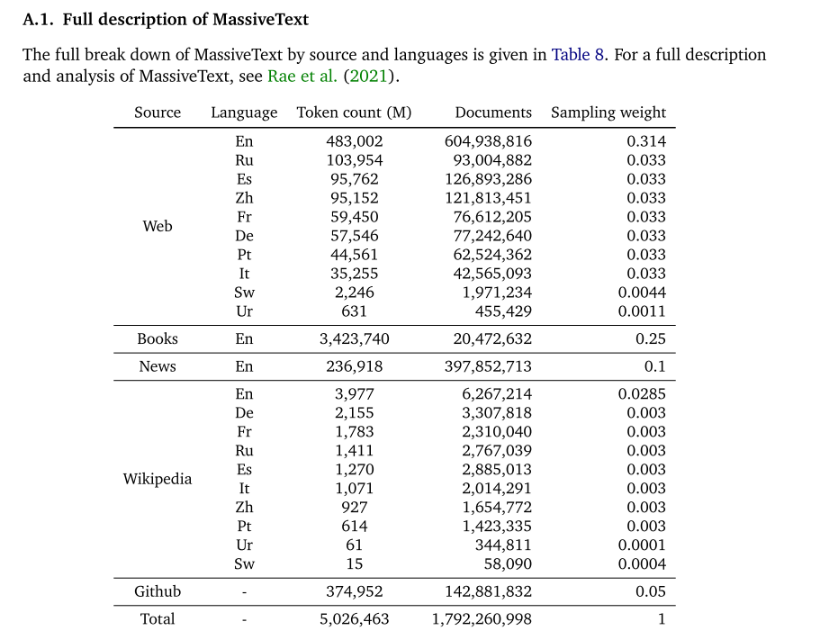 A.1. Full description of MassiveText
The full break down of MassiveText by source and languages is given in Table 8. For a full description
and analysis of MassiveText, see Rae et al. (2021).
Source Language Token count (M) Documents Sampling weight
En 483,002 604,938,816 0.314
Ru 103,954 93,004,882 0.033
Es 95,762 126,893,286 0.033
Zh 95,152 121,813,451 0.033
Fr 59,450 76,612,205 0.033
Web
De 57,546 77,242,640 0.033
Pt 44,561 62,524,362 0.033
It 35,255 42,565,093 0.033
Sw 2,246 1,971,234 0.0044
Ur 631 455,429 0.0011
Books En 3,423,740 20,472,632 0.25
News En 236,918 397,852,713 0.1
En 3,977 6,267,214 0.0285
De 2,155 3,307,818 0.003
Fr 1,783 2,310,040 0.003
Ru 1,411 2,767,039 0.003
Es 1,270 2,885,013 0.003
Wikipedia
It 1,071 2,014,291 0.003
Zh 927 1,654,772 0.003
Pt 614 1,423,335 0.003
Ur 61 344,811 0.0001
Sw 15 58,090 0.0004
Github - 374,952 142,881,832 0.05
Total - 5,026,463 1,792,260,998 1